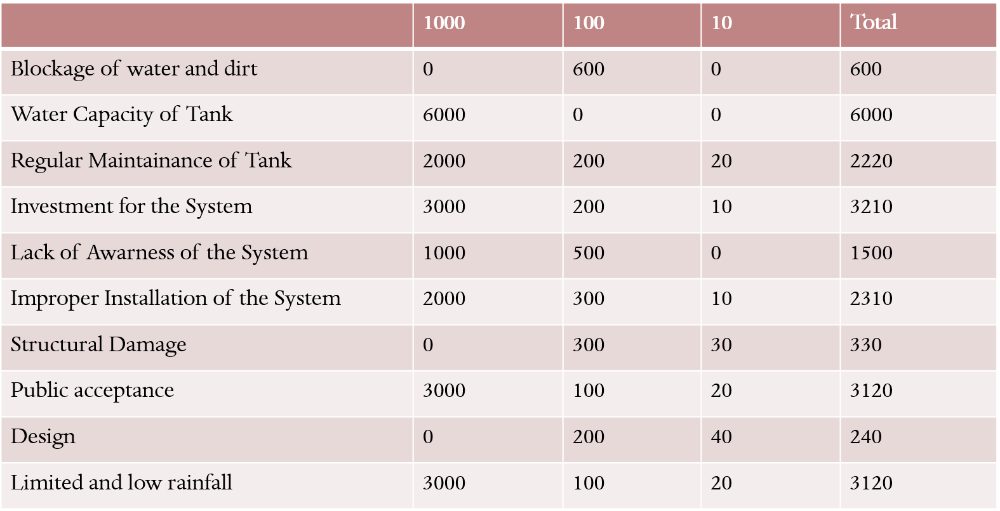 1000 100 10 Total
Blockage of water and dirt 0 600 0 600
Water Capacity of Tank 6000 0 0 6000
Regular Maintainance of Tank 2000 200 20 2220
Investment for the System 3000 200 10 3210
Lack of Awarness of the System 1000 500 0 1500
Improper Installation of the System 2000 300 10 2310
Structural Damage 0 300 30 330
Public acceptance 3000 100 20 3120
Design 0 200 40 240
Limited and low rainfall 3000 100 20 3120